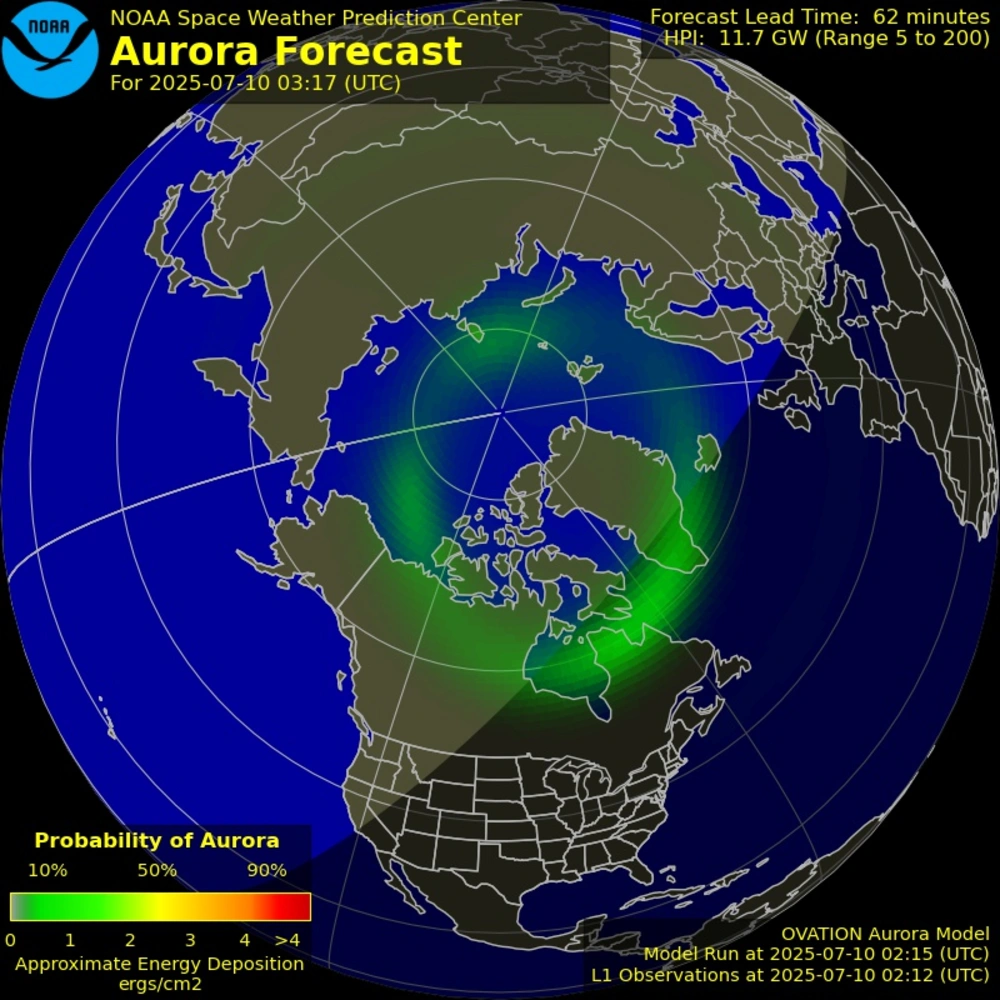 NOAA
NOAA Space Weather Prediction Center
Aurora Forecast
For 2025-07-10 03:17 (UTC)
Forecast Lead Time: 62 minutes
HPI: 11.7 GW (Range 5 to 200)
Probability of Aurora
10% 50% 90%
0 1 2 3 4 >4
Approximate Energy Deposition
ergs/cm2
OVATION Aurora Model
Model Run at 2025-07-10 02:15 (UTC)
L1 Observations at 2025-07-10 02:12 (UTC)